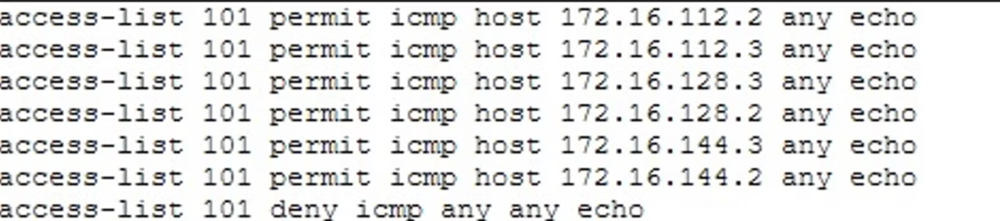 access-list 101 permit icmp host 172.16.112.2 any echo
access-list 101 permit icmp host 172.16.112.3 any echo
access-list 101 permit icmp host 172.16.128.3 any echo
access-list 101 permit icmp host 172.16.128.2 any echo
access-list 101 permit icmp host 172.16.144.3 any echo
access-list 101 permit icmp host 172.16.144.2 any echo
access-list 101 deny icmp any any echo